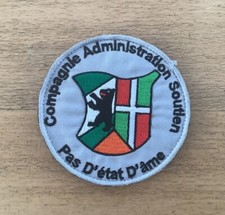 Compagnie Administration Soutien
Pas D'état D'âme